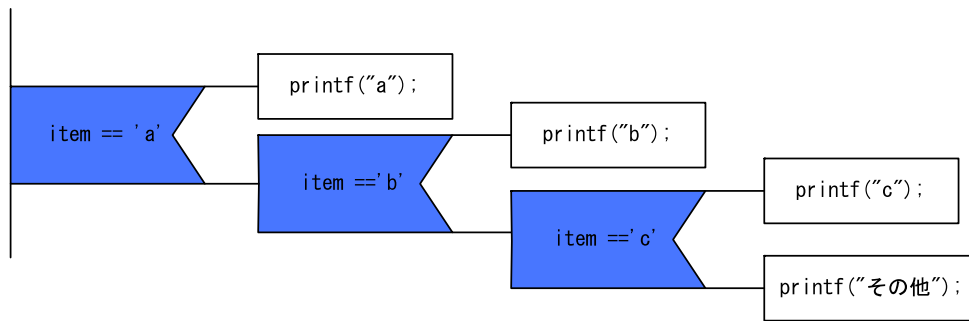 printf("a");
item == 'a'
printf("b");
item =='b'
printf("c");
item =='c'
printf("その他");